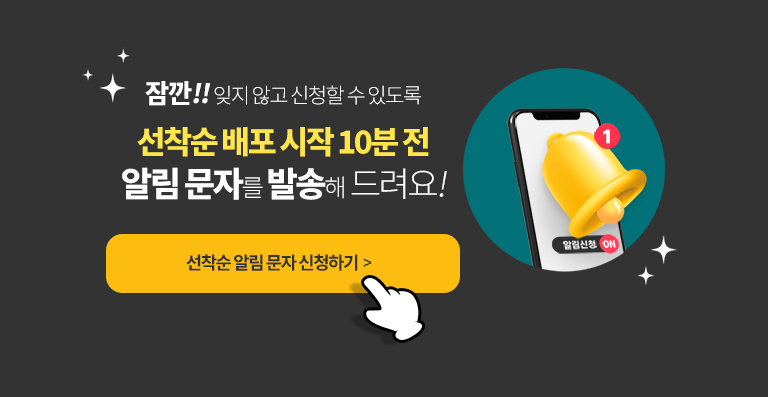 잠깐!! 잊지 않고 신청할 수 있도록
선착순 배포 시작 10분 전
알림 문자를 발송해 드려요!
선착순 알림 문자 신청하기 >
1
알림신청 ON